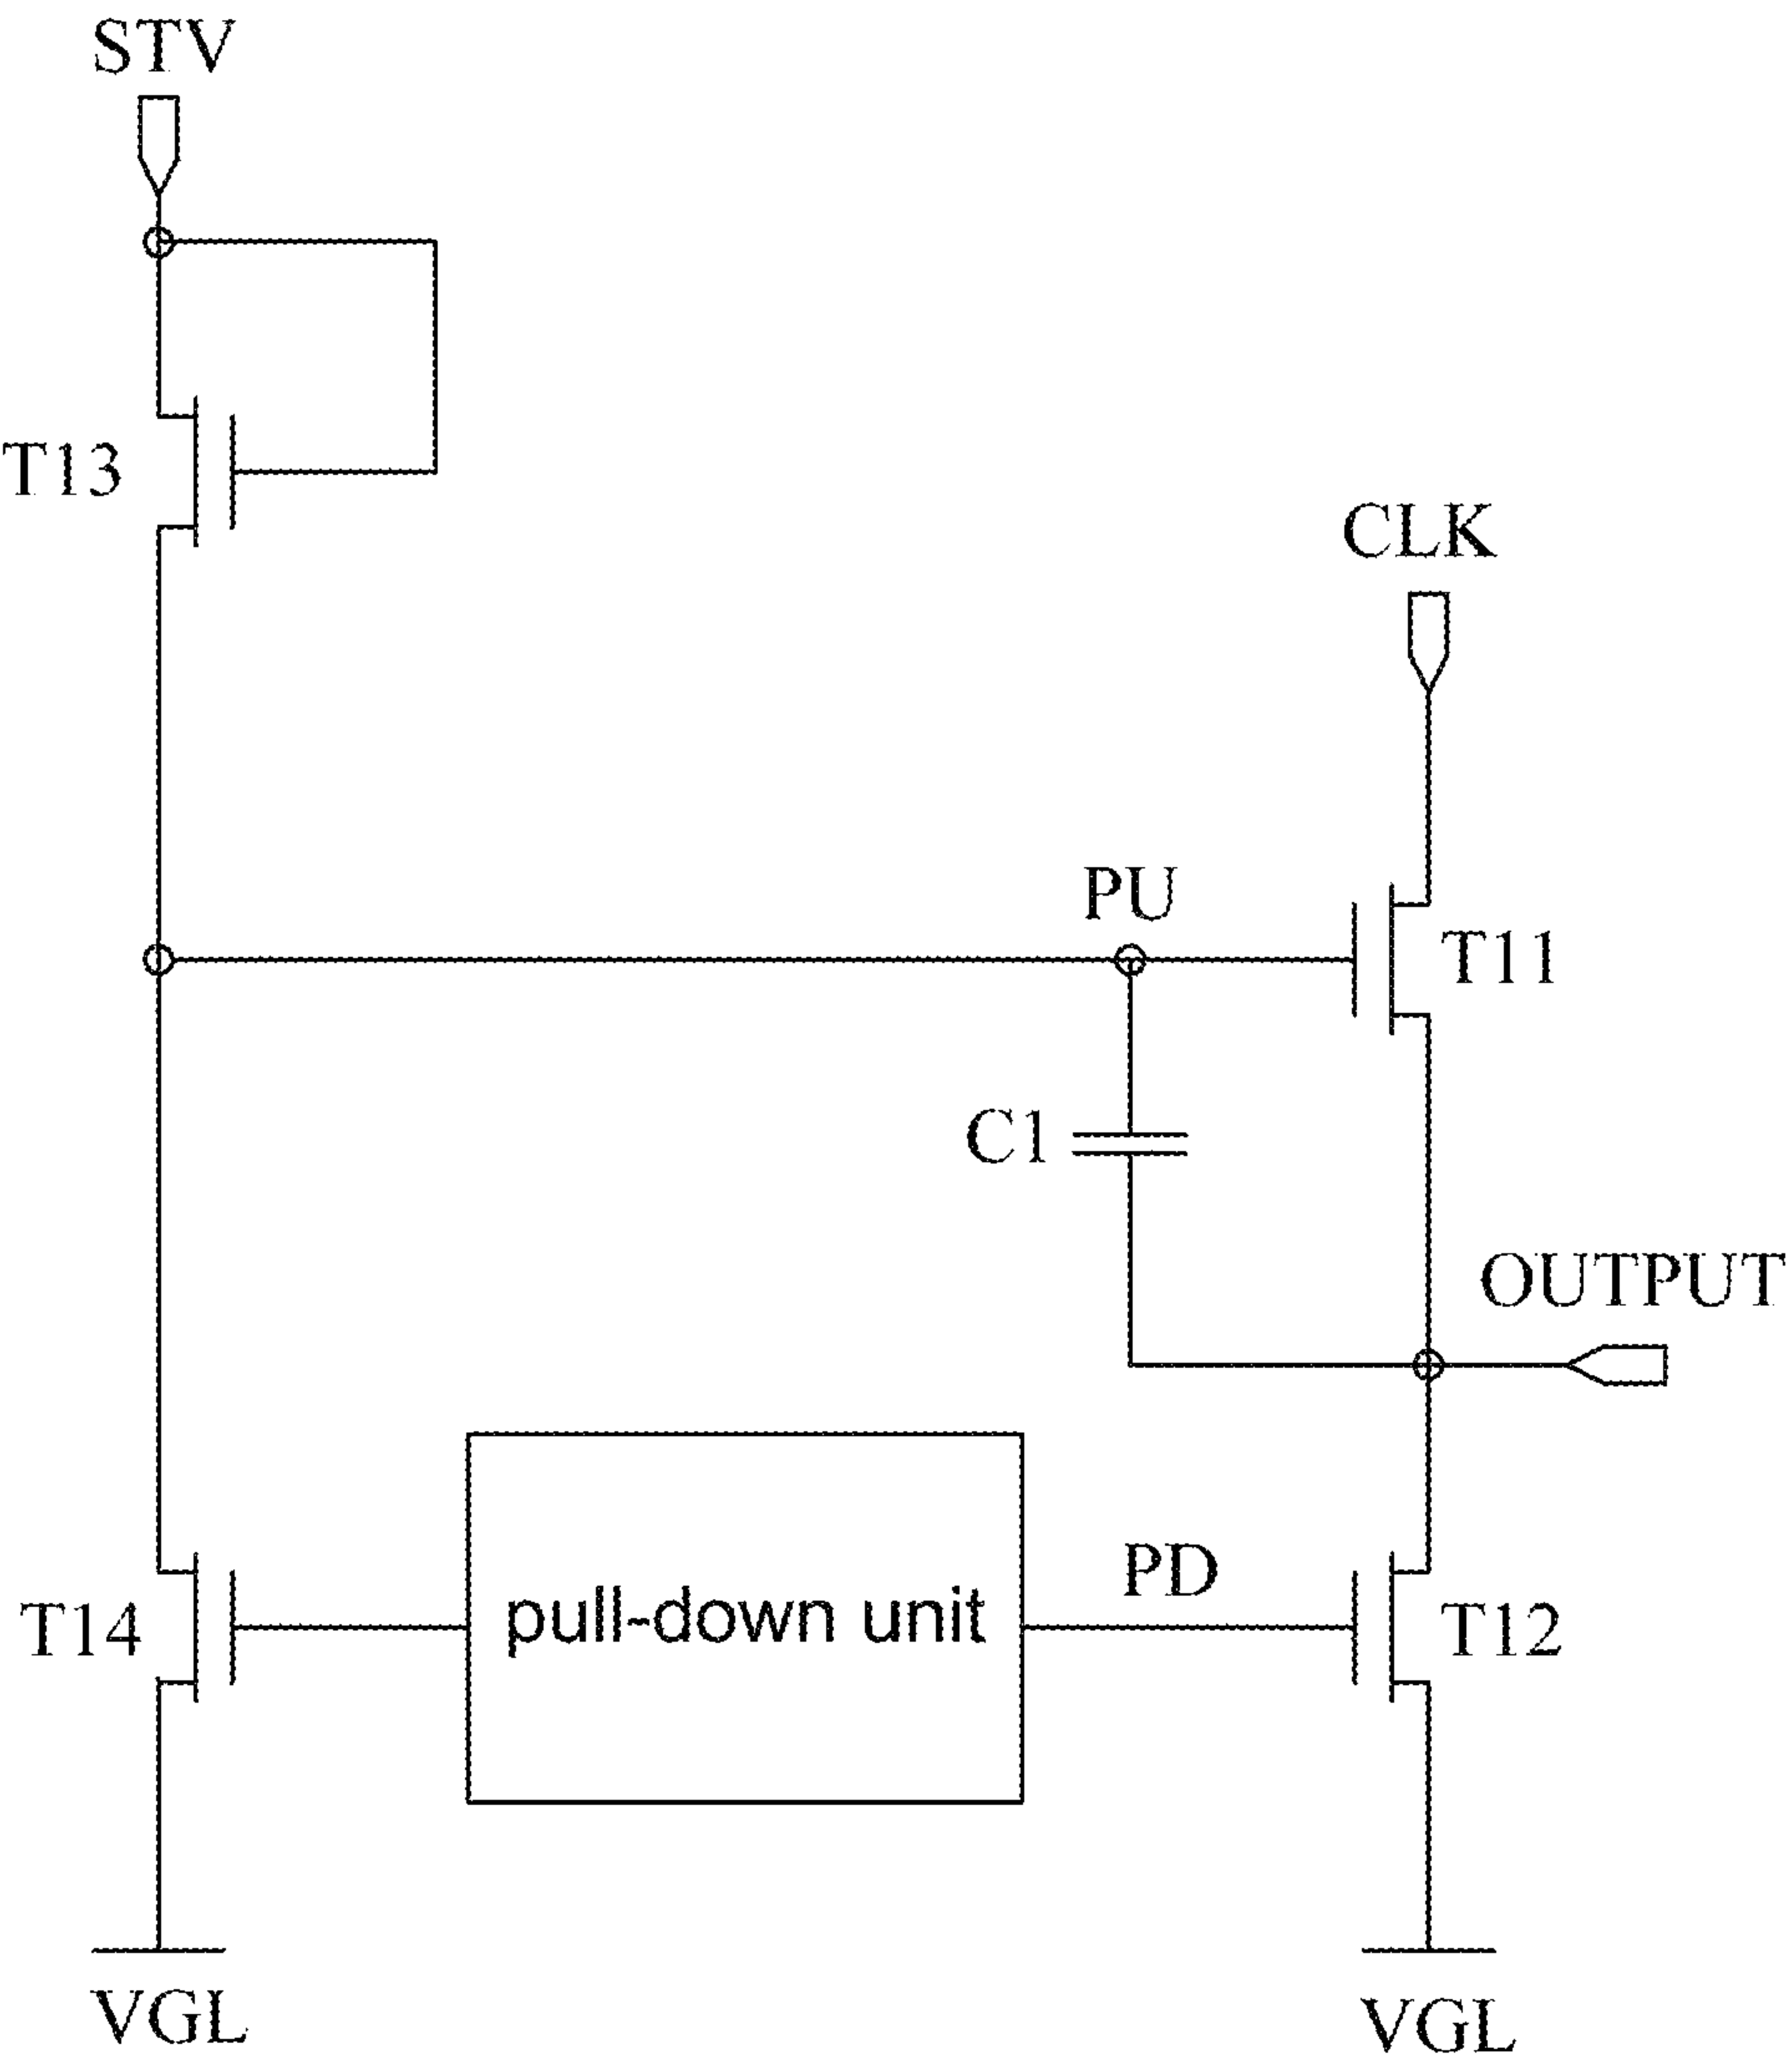 STV
T13
CLK
PU
T11
C1
OUTPUT
PD
T14
pull-down unit
T12
VGL
VGL